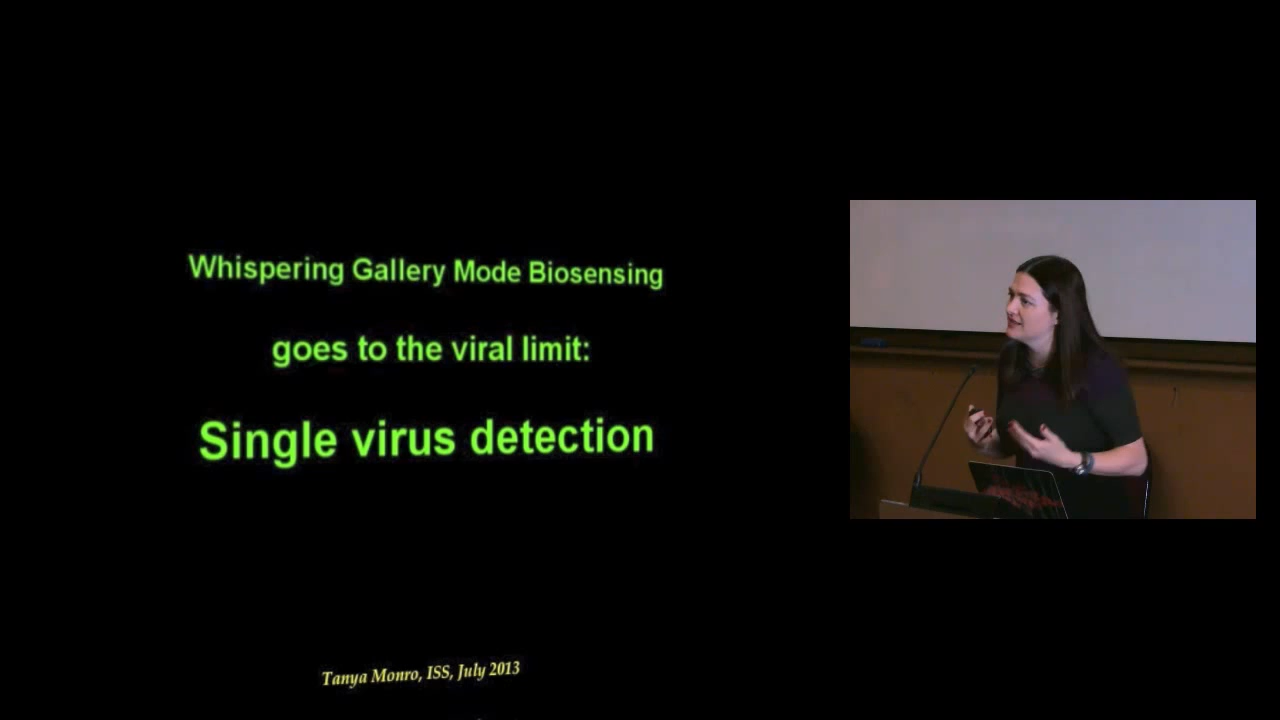 Whispering Gallery Mode Biosensing
goes to the viral limit:
Single virus detection
Tanya Monro, ISS, July 2013